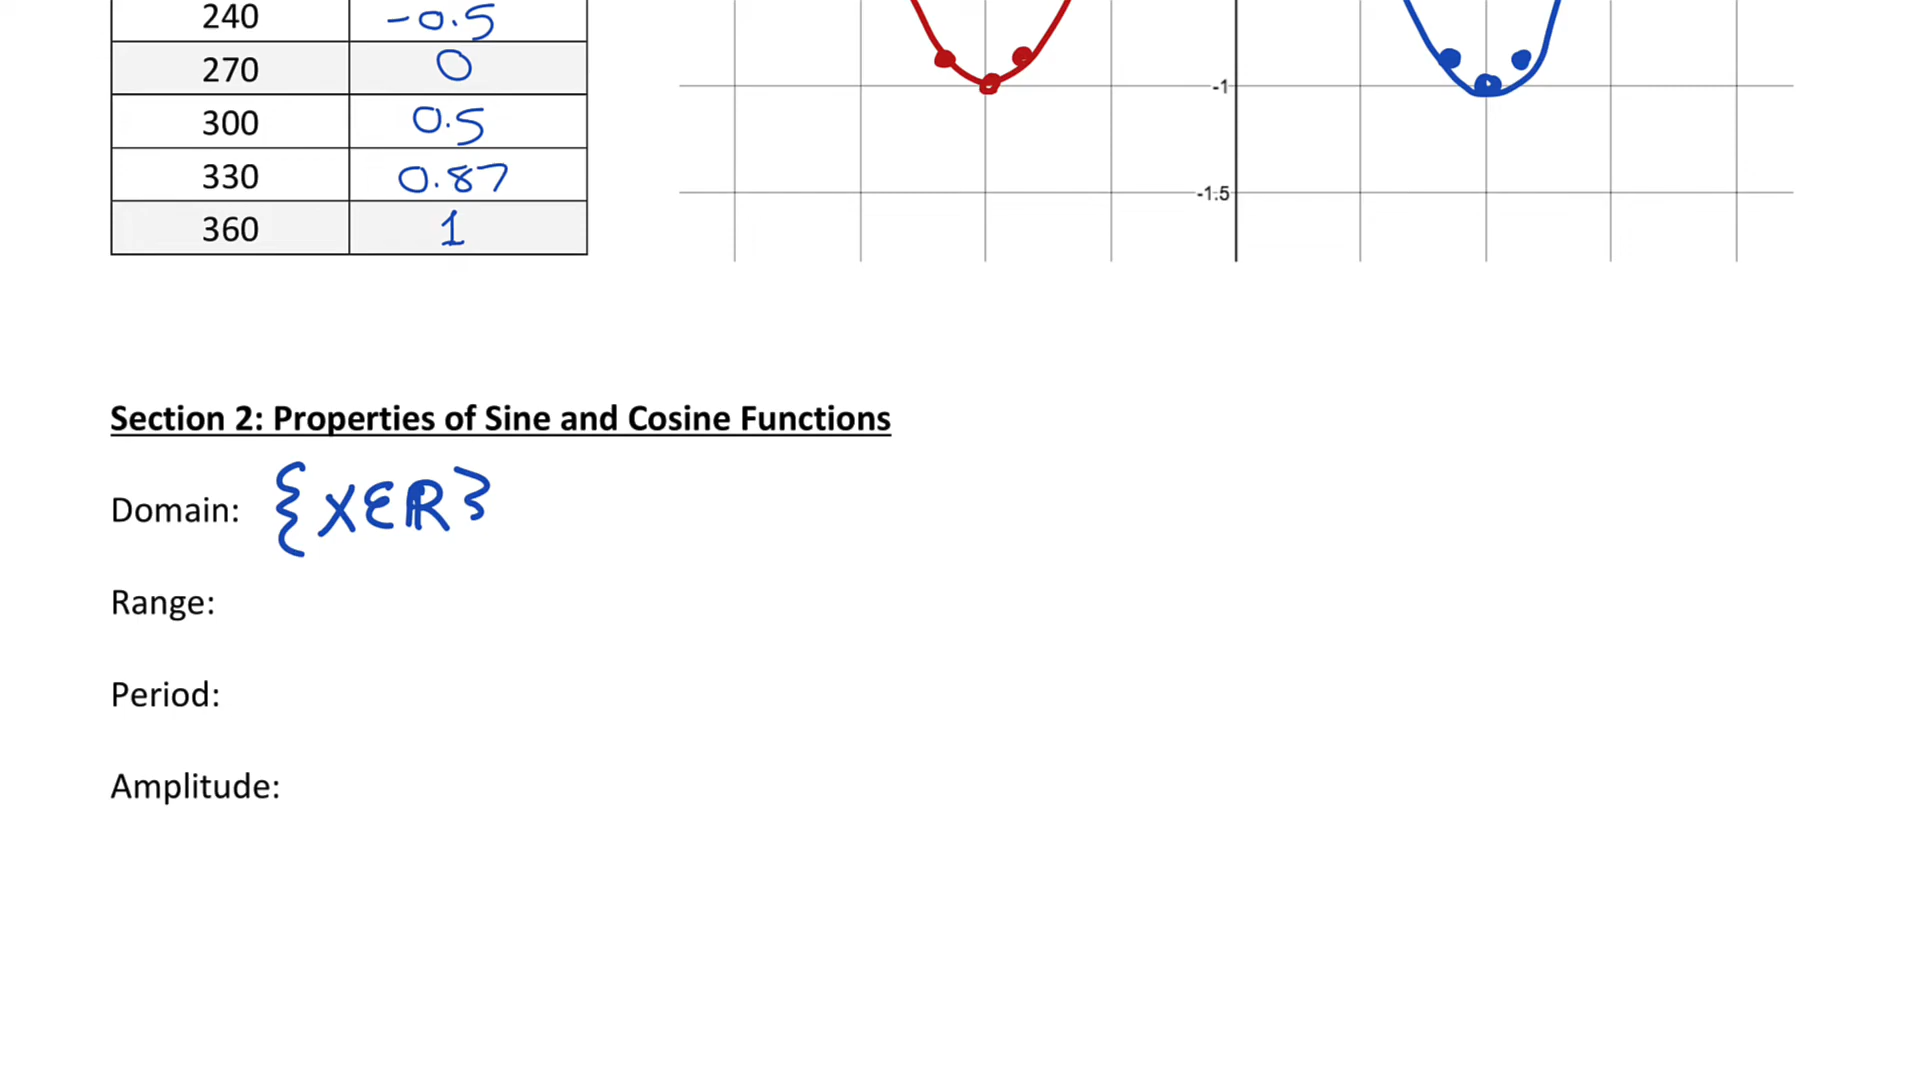 240 -0.5
270 0
300 0.5
330 0.87
360 1
-1
-1.5
Section 2: Properties of Sine and Cosine Functions
Domain: {X∈ℝ}
Range:
Period:
Amplitude: